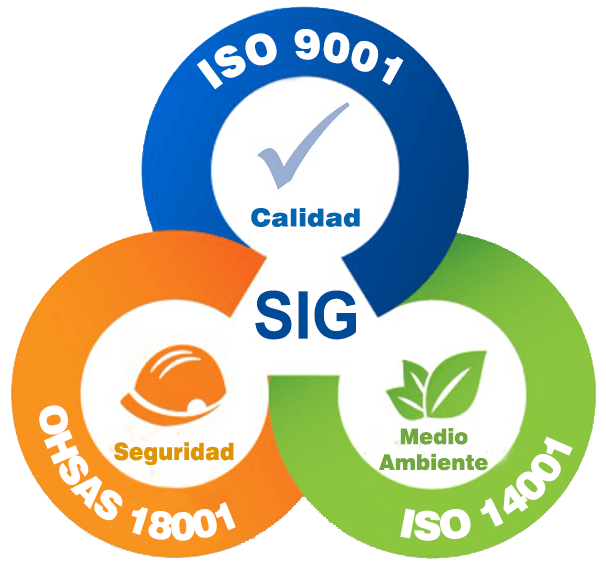 ISO 9001
Calidad
SIG
Seguridad
OHSAS 18001
Medio
Ambiente
ISO 14001